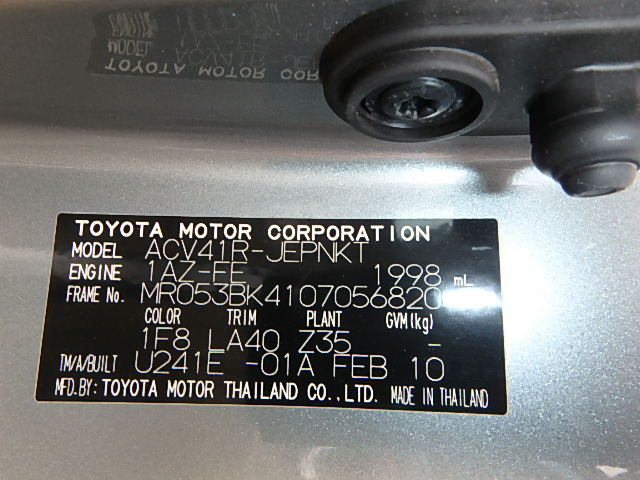 TOYOTA MOTOR CORPORATION
MODEL ACV41R-JEPNKT
ENGINE 1AZ-FE 1998 mL
FRAME No. MR053BK4107056820
COLOR TRIM PLANT GVM(kg)
1F8 LA40 Z35 -
TM/A/BUILT U241E -01A FEB 10
MFD.BY: TOYOTA MOTOR THAILAND CO.,LTD. MADE IN THAILAND